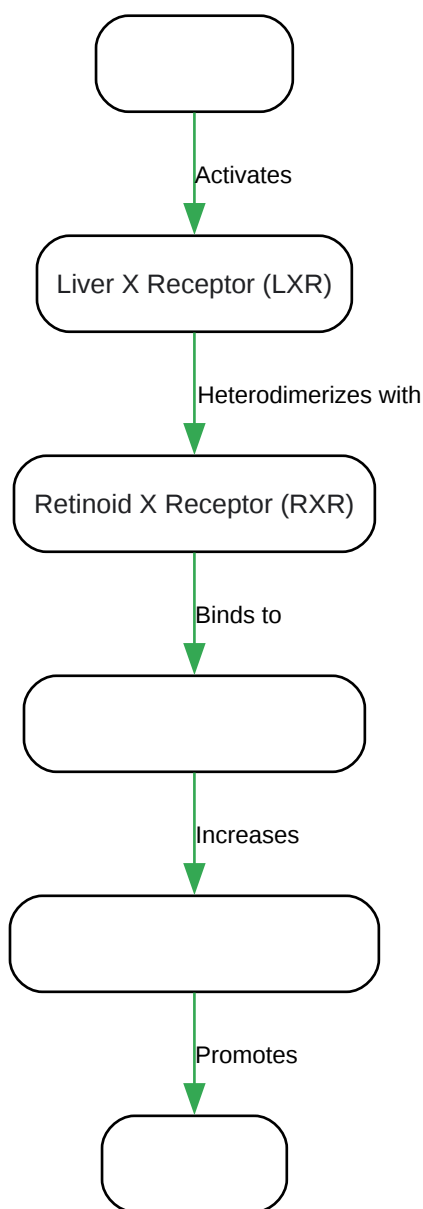 Activates
Liver X Receptor (LXR)
Heterodimerizes with
Retinoid X Receptor (RXR)
Binds to
Increases
Promotes